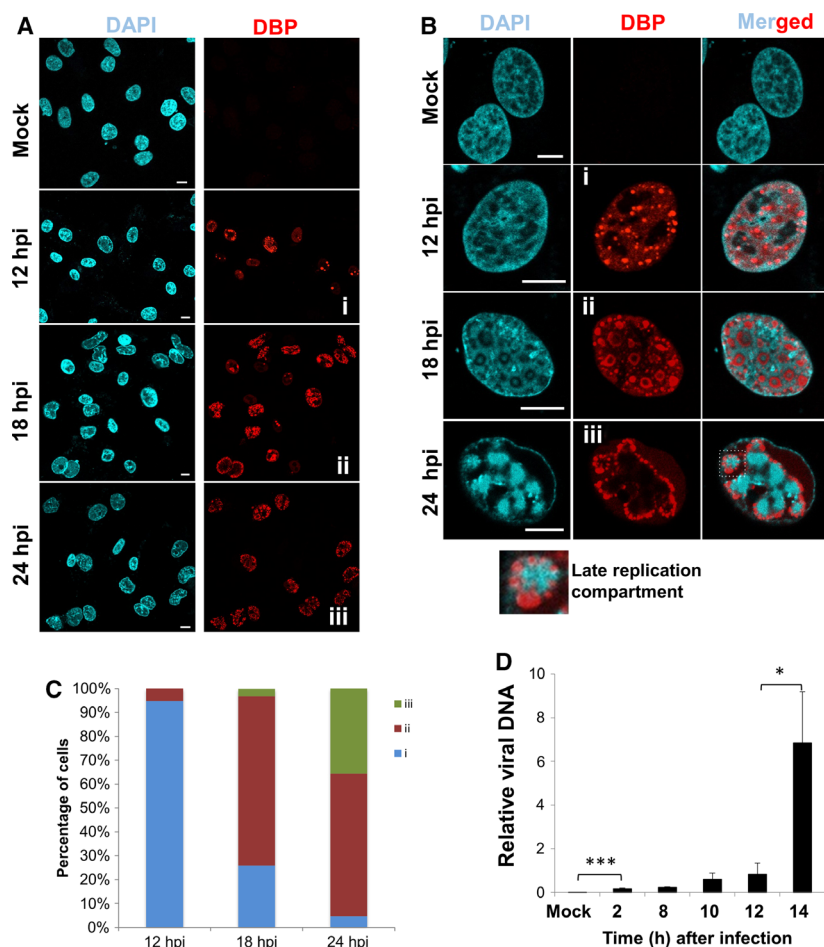 A
DAPI
DBP
Mock
12 hpi
i
18 hpi
ii
24 hpi
iii
B
DAPI
DBP
Merged
Mock
12 hpi
i
18 hpi
ii
24 hpi
iii
Late replication
compartment
C
100%
90%
80%
70%
60%
50%
40%
30%
20%
10%
0%
Percentage of cells
12 hpi
18 hpi
24 hpi
iii
ii
i
D
10
8
6
4
2
0
Relative viral DNA
***
*
Mock 2 8 10 12 14
Time (h) after infection